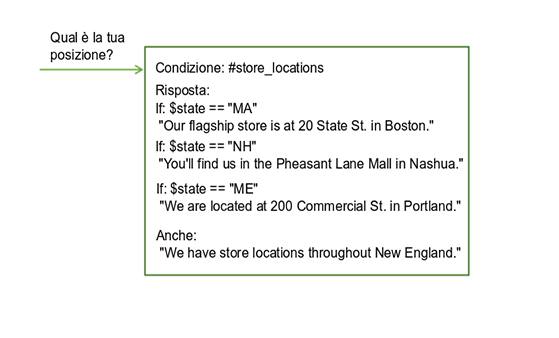 Qual è la tua
posizione?
Condizione: #store_locations
Risposta:
If: $state == "MA"
"Our flagship store is at 20 State St. in Boston."
If: $state == "NH"
"You'll find us in the Pheasant Lane Mall in Nashua."
If: $state == "ME"
"We are located at 200 Commercial St. in Portland."
Anche:
"We have store locations throughout New England."